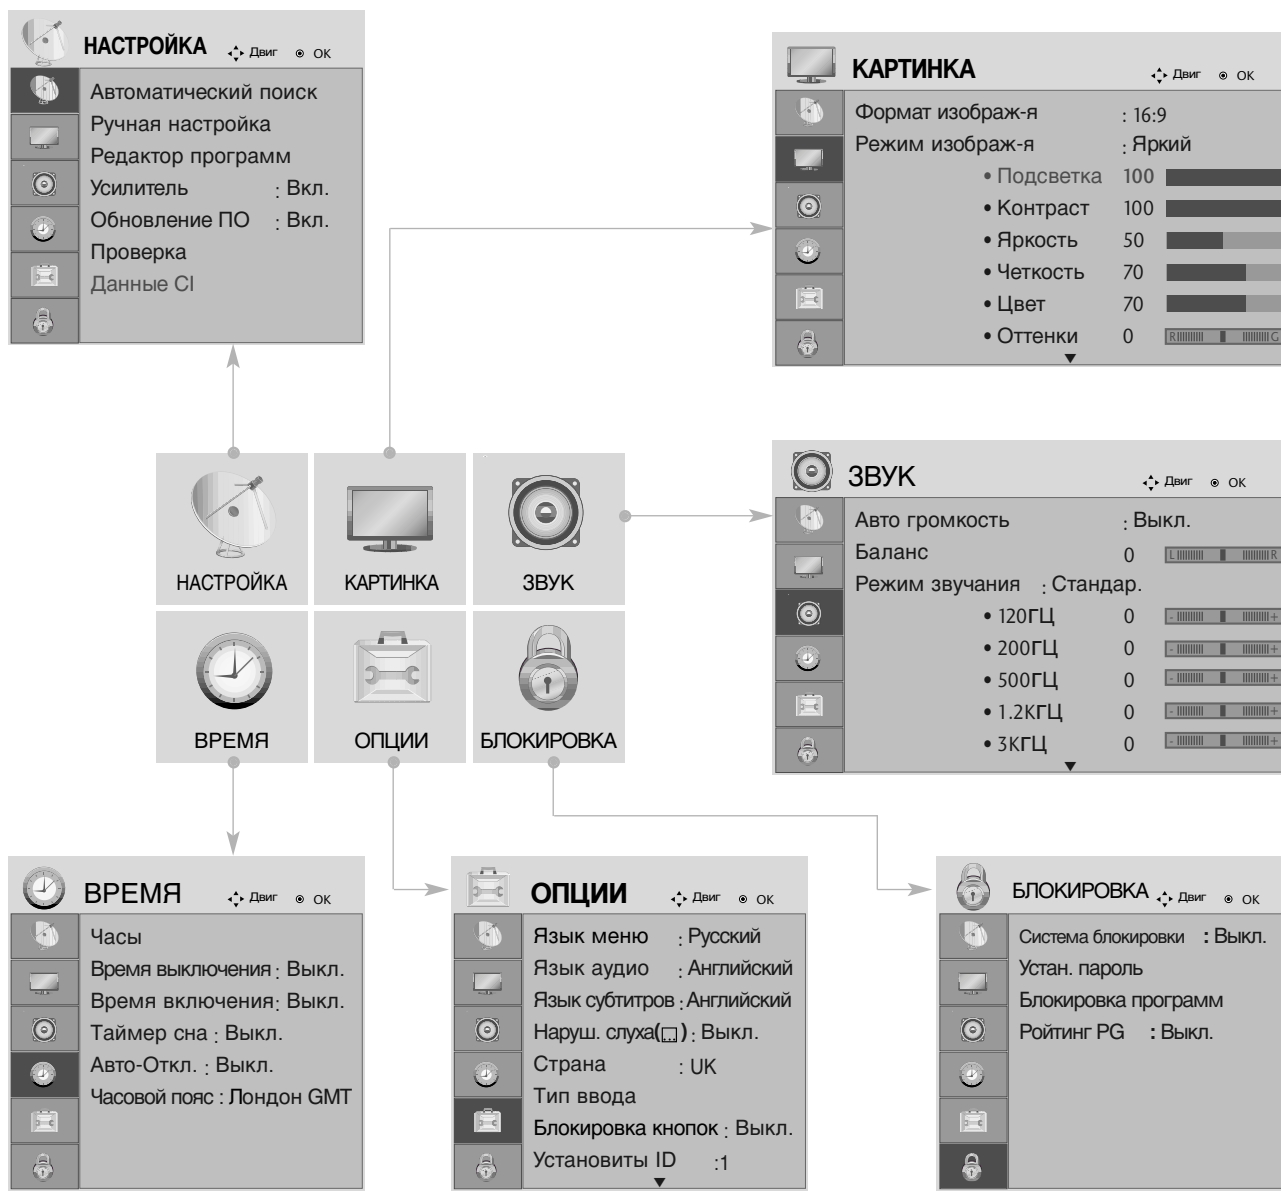 НАСТРОЙКА Двиг ОК
Автоматический поиск
Ручная настройка
Редактор программ
Усилитель : Вкл.
Обновление ПО : Вкл.
Проверка
Данные CI
КАРТИНКА Двиг ОК
Формат изображ-я : 16:9
Режим изображ-я : Яркий
• Подсветка 100
• Контраст 100
• Яркость 50
• Четкость 70
• Цвет 70
• Оттенки 0 R G
НАСТРОЙКА КАРТИНКА ЗВУК
ВРЕМЯ ОПЦИИ БЛОКИРОВКА
ЗВУК Двиг ОК
Авто громкость : Выкл.
Баланс 0 L R
Режим звучания : Стандар.
• 120ГЦ 0 - +
• 200ГЦ 0 - +
• 500ГЦ 0 - +
• 1.2КГЦ 0 - +
• 3КГЦ 0 - +
ВРЕМЯ Двиг ОК
Часы
Время выключения : Выкл.
Время включения: Выкл.
Таймер сна : Выкл.
Авто-Откл. : Выкл.
Часовой пояс : Лондон GMT
ОПЦИИ Двиг ОК
Язык меню : Русский
Язык аудио : Английский
Язык субтитров : Английский
Наруш. слуха( ) : Выкл.
Страна : UK
Тип ввода
Блокировка кнопок : Выкл.
Установиты ID :1
БЛОКИРОВКА Двиг ОК
Система блокировки : Выкл.
Устан. пароль
Блокировка программ
Ройтинг PG : Выкл.